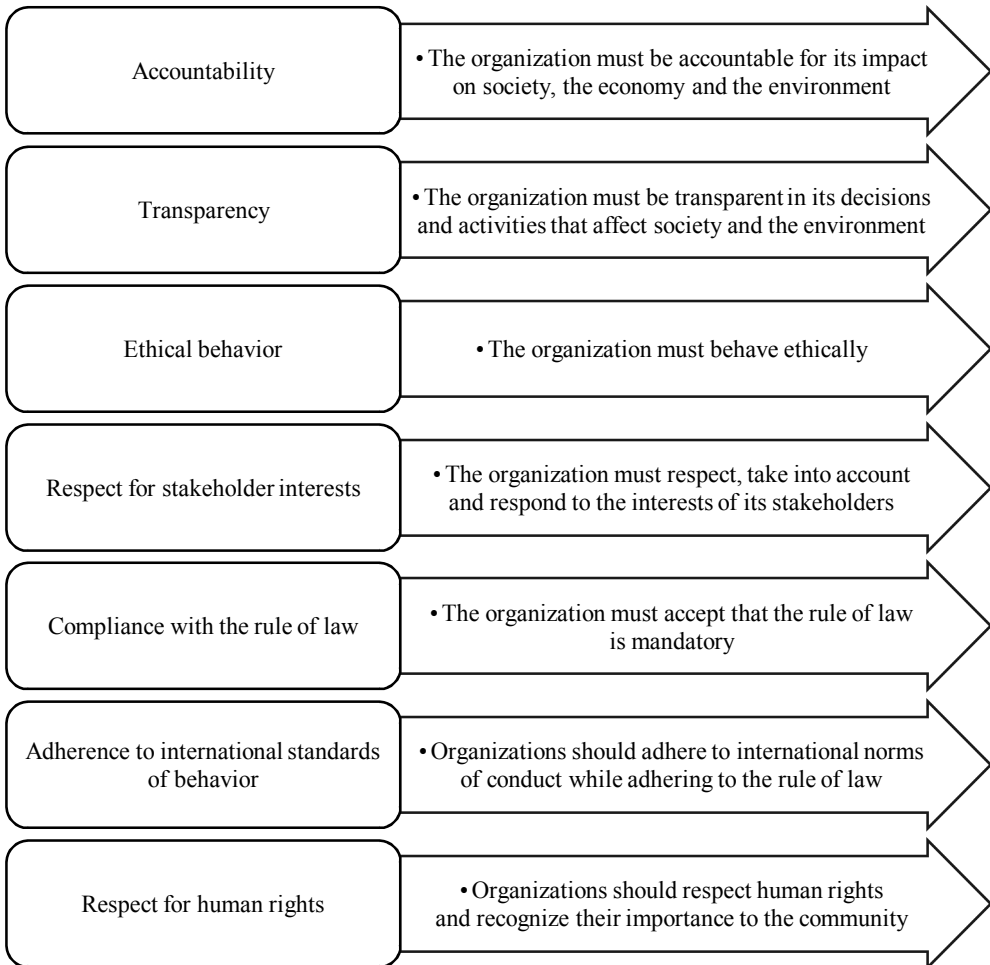 Accountability
• The organization must be accountable for its impact
on society, the economy and the environment
Transparency
• The organization must be transparent in its decisions
and activities that affect society and the environment
Ethical behavior
• The organization must behave ethically
Respect for stakeholder interests
• The organization must respect, take into account
and respond to the interests of its stakeholders
Compliance with the rule of law
• The organization must accept that the rule of law
is mandatory
Adherence to international standards
of behavior
• Organizations should adhere to international norms
of conduct while adhering to the rule of law
Respect for human rights
• Organizations should respect human rights
and recognize their importance to the community